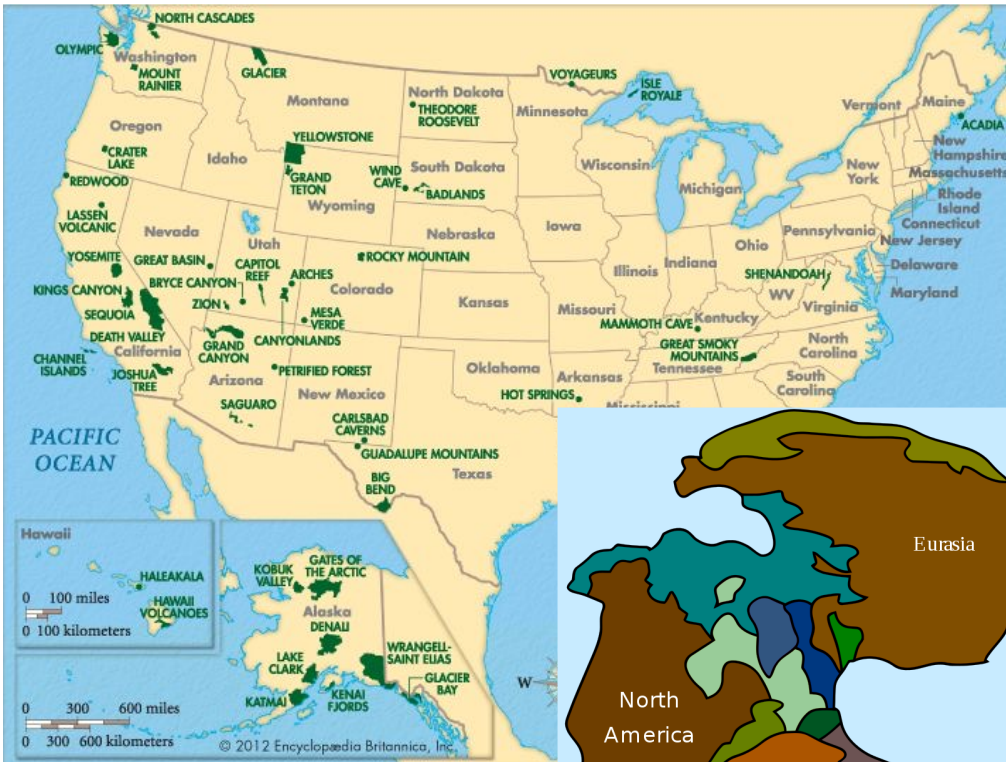 NORTH CASCADES
OLYMPIC
Washington
MOUNT
RAINIER
GLACIER
Montana
North Dakota
THEODORE
ROOSEVELT
VOYAGEURS
ISLE
ROYALE
Minnesota
Vermont
Maine
ACADIA
Oregon
CRATER
LAKE
Idaho
YELLOWSTONE
GRAND
TETON
Wyoming
WIND
CAVE
South Dakota
BADLANDS
Wisconsin
Michigan
New
York
New
Hampshire
Massachusetts
Rhode
Island
Connecticut
REDWOOD
LASSEN
VOLCANIC
Nevada
Utah
Nebraska
Iowa
Illinois
Indiana
Ohio
Pennsylvania
New Jersey
Delaware
Maryland
YOSEMITE
GREAT BASIN
CAPITOL
REEF
BRYCE CANYON
ARCHES
ROCKY MOUNTAIN
Colorado
Kansas
Missouri
SHENANDOAH
WV
Virginia
KINGS CANYON
SEQUOIA
ZION
DEATH VALLEY
California
MESA
VERDE
CANYONLANDS
GRAND
CANYON
MAMMOTH CAVE
Kentucky
GREAT SMOKY
MOUNTAINS
Tennessee
North
Carolina
South
Carolina
CHANNEL
ISLANDS
JOSHUA
TREE
Arizona
PETRIFIED FOREST
New Mexico
Oklahoma
Arkansas
HOT SPRINGS
Mississippi
SAGUARO
CARLSBAD
CAVERNS
GUADALUPE MOUNTAINS
BIG
BEND
Texas
PACIFIC
OCEAN
Hawaii
HALEAKALA
HAWAII
VOLCANOES
0 100 miles
0 100 kilometers
KOBUK
VALLEY
GATES OF
THE ARCTIC
Alaska
DENALI
WRANGELL-
SAINT ELIAS
LAKE
CLARK
GLACIER
BAY
KATMAI
KENAI
FJORDS
W
0 300 600 miles
0 300 600 kilometers
© 2012 Encyclopædia Britannica, Inc.
Eurasia
North
America